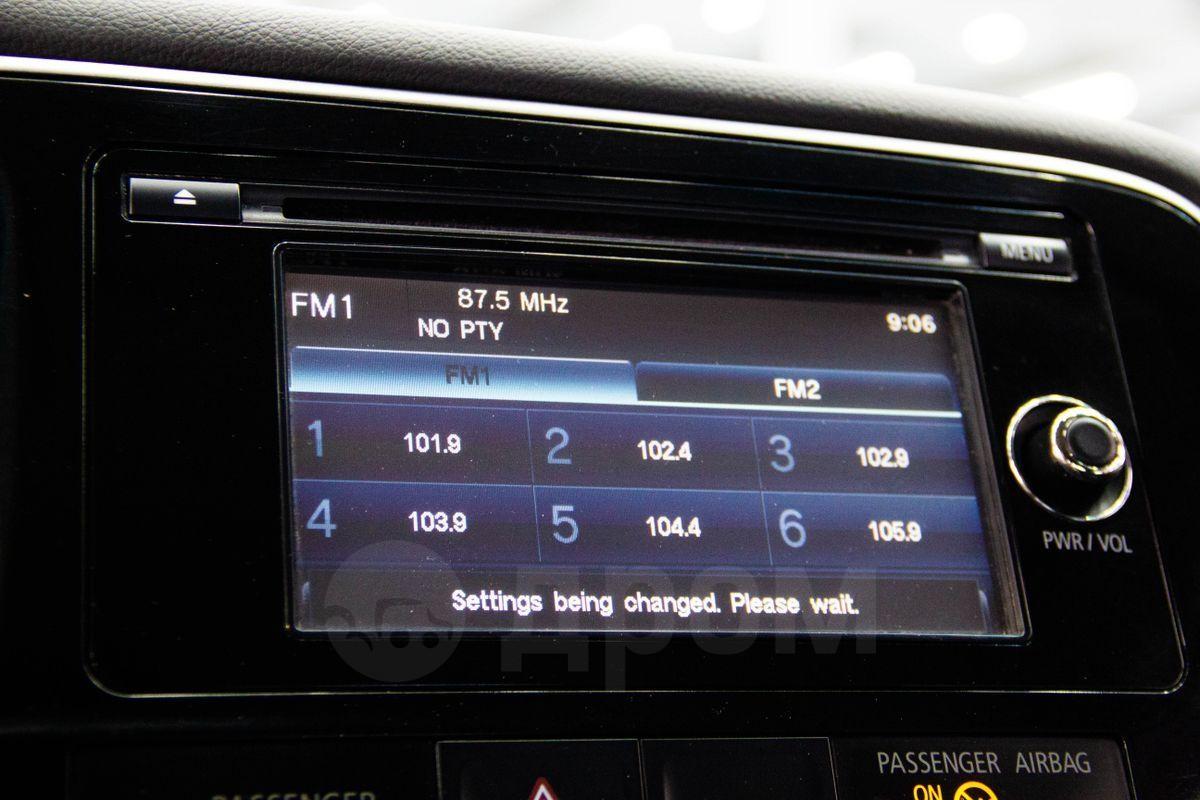 MENU
FM1 87.5 MHz 9:06
NO PTY
FM1 FM2
1 101.9 2 102.4 3 102.9
4 103.9 5 104.4 6 105.9
Settings being changed. Please wait.
PWR / VOL
дром
PASSENGER AIRBAG
PASSENGER
ON